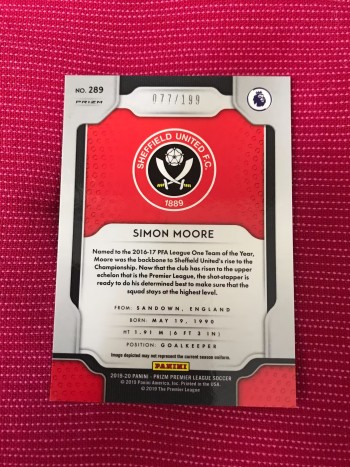 NO. 289
PRIZM
077/199
SHEFFIELD UNITED F.C.
1889
SIMON MOORE
Named to the 2016-17 PFA League One Team of the Year,
Moore was the backbone to Sheffield United's rise to the
Championship. Now that the club has risen to the upper
echelon that is the Premier League, the shot-stopper is
ready to do his determined best to make sure that the
squad stays at the highest level.
FROM: SANDOWN, ENGLAND
BORN: MAY 19, 1990
HT 1.91 M (6 FT 3 IN)
POSITION: GOALKEEPER
Image depicted may not represent the current season uniform.
PANINI
2019-20 PANINI - PRIZM PREMIER LEAGUE SOCCER
© 2019 Panini America, Inc. Printed in the USA.
© 2019 The Premier League